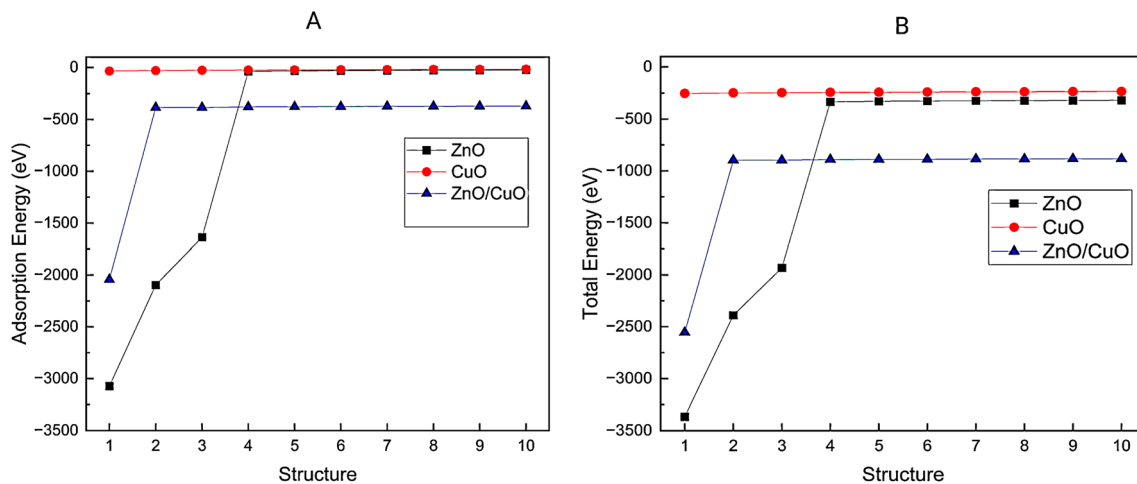 A
Adsorption Energy (eV)
0
−500
−1000
−1500
−2000
−2500
−3000
−3500
ZnO
CuO
ZnO/CuO
1 2 3 4 5 6 7 8 9 10
Structure
B
Total Energy (eV)
0
−500
−1000
−1500
−2000
−2500
−3000
−3500
ZnO
CuO
ZnO/CuO
1 2 3 4 5 6 7 8 9 10
Structure